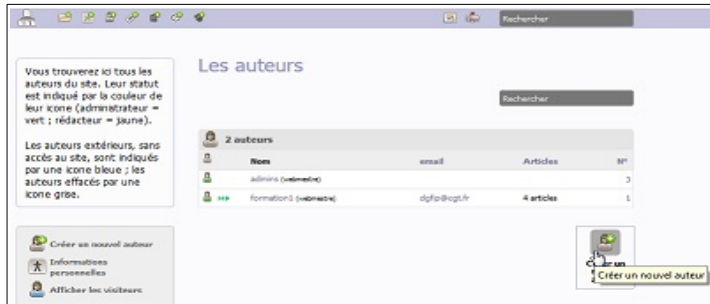 Rechercher
Les auteurs
Vous trouverez ici tous les
auteurs du site. Leur statut
est indiqué par la couleur de
leur icone (administrateur =
vert ; rédacteur = jaune).
Les auteurs extérieurs, sans
accès au site, sont indiqués
par une icone bleue ; les
auteurs effacés par une
icone grise.
Rechercher
2 auteurs
Nom email Articles N°
admins (webmestre) 3
formation1 (webmestre) dgfip@cgt.fr 4 articles 1
Créer un nouvel auteur
Informations
personnelles
Afficher les visiteurs
Créer un nouvel auteur